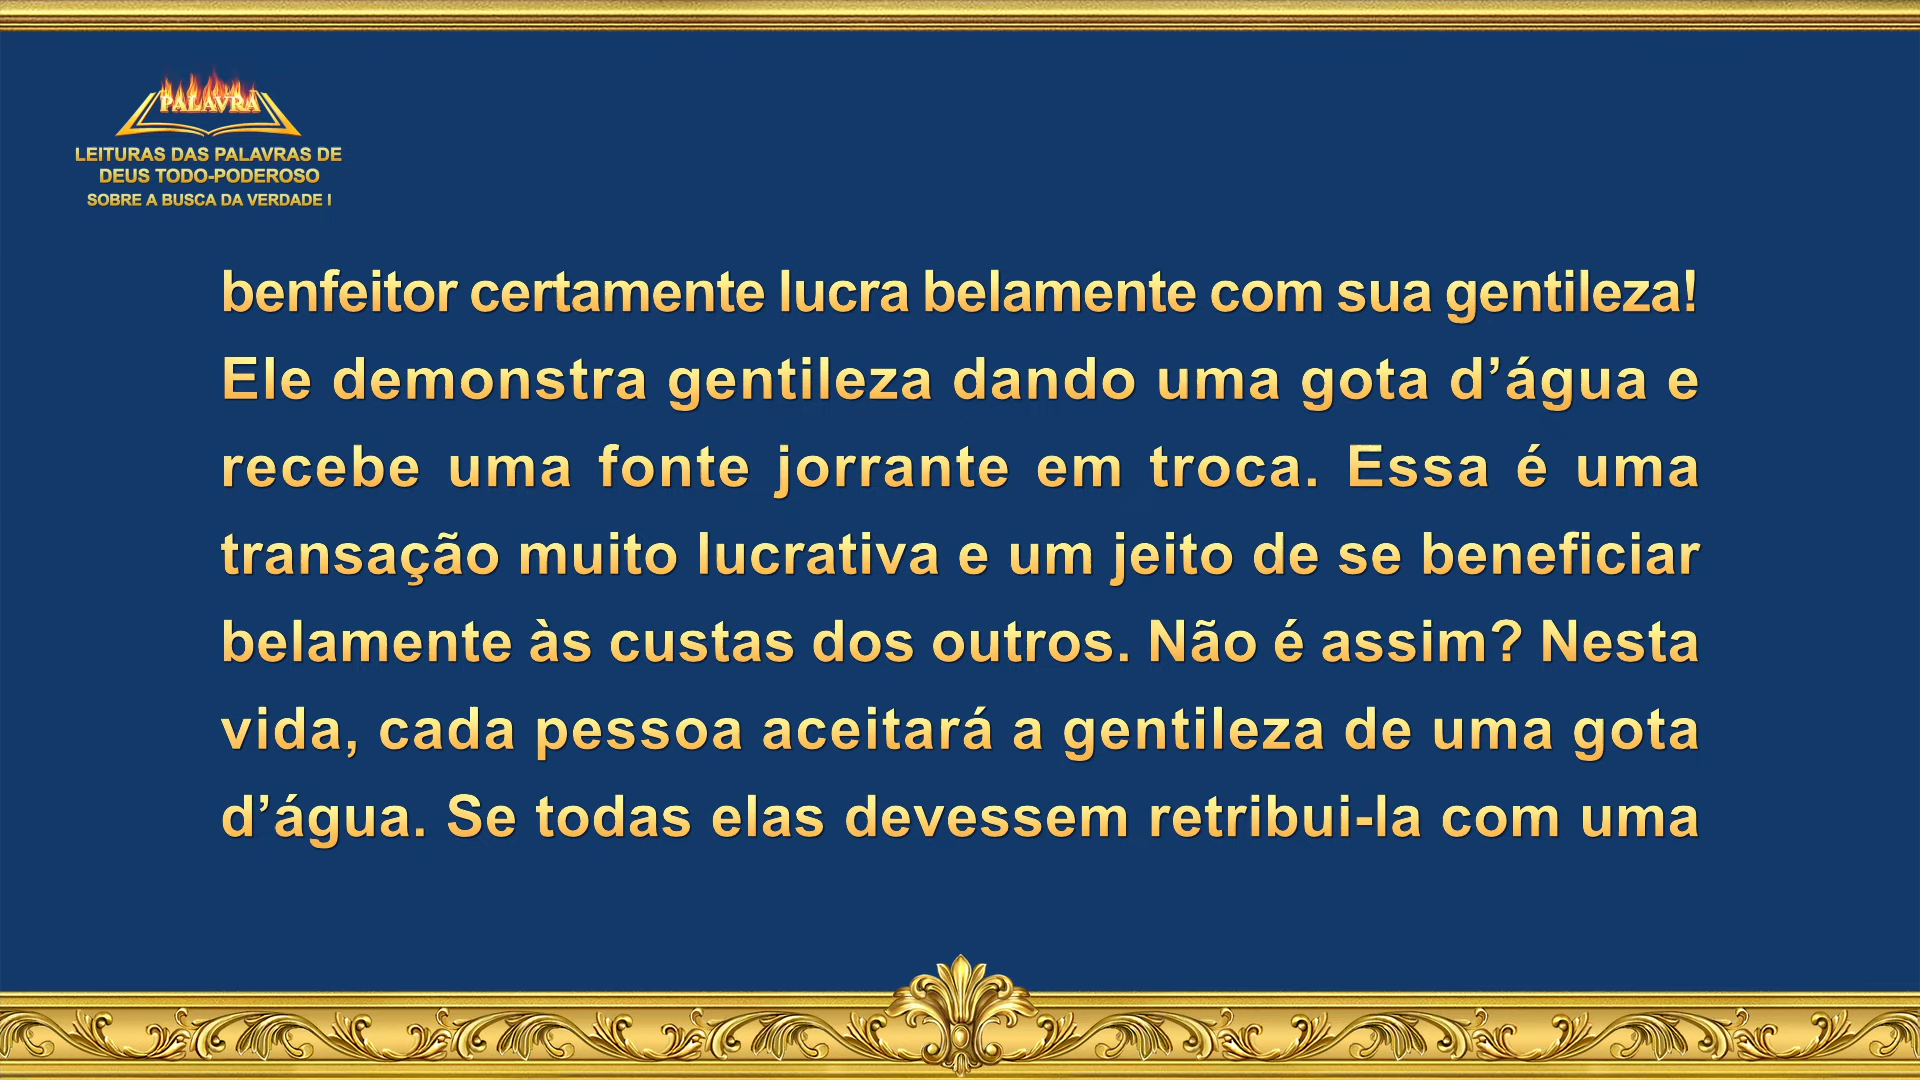 PALAVRA
LEITURAS DAS PALAVRAS DE
DEUS TODO-PODEROSO
SOBRE A BUSCA DA VERDADE I
benfeitor certamente lucra belamente com sua gentileza!
Ele demonstra gentileza dando uma gota d’água e
recebe uma fonte jorrante em troca. Essa é uma
transação muito lucrativa e um jeito de se beneficiar
belamente às custas dos outros. Não é assim? Nesta
vida, cada pessoa aceitará a gentileza de uma gota
d’água. Se todas elas devessem retribui-la com uma